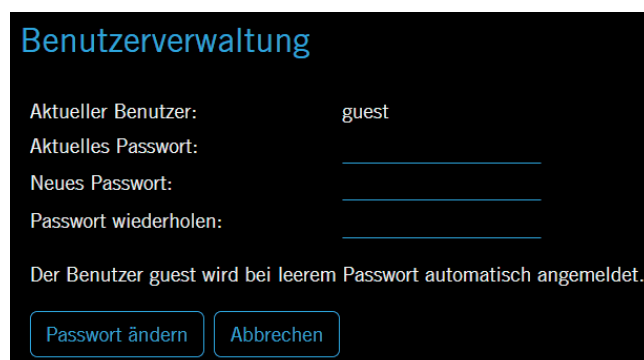 Benutzerverwaltung
Aktueller Benutzer: guest
Aktuelles Passwort:
Neues Passwort:
Passwort wiederholen:
Der Benutzer guest wird bei leerem Passwort automatisch angemeldet.
Passwort ändern Abbrechen